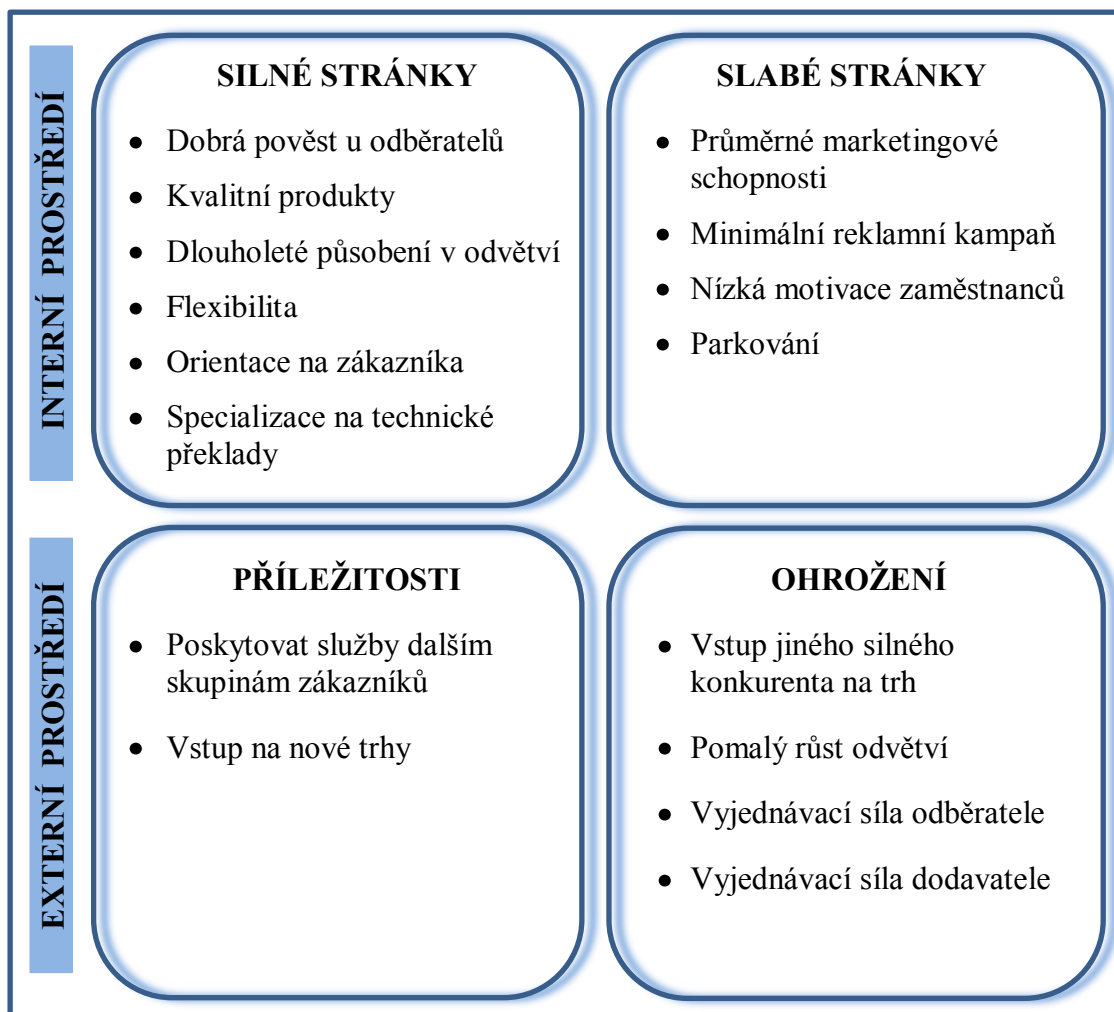 INTERNÍ PROSTŘEDÍ
SILNÉ STRÁNKY
• Dobrá pověst u odběratelů
• Kvalitní produkty
• Dlouholeté působení v odvětví
• Flexibilita
• Orientace na zákazníka
• Specializace na technické
překlady
SLABÉ STRÁNKY
• Průměrné marketingové
schopnosti
• Minimální reklamní kampaň
• Nízká motivace zaměstnanců
• Parkování
EXTERNÍ PROSTŘEDÍ
PŘÍLEŽITOSTI
• Poskytovat služby dalším
skupinám zákazníků
• Vstup na nové trhy
OHROŽENÍ
• Vstup jiného silného
konkurenta na trh
• Pomalý růst odvětví
• Vyjednávací síla odběratele
• Vyjednávací síla dodavatele